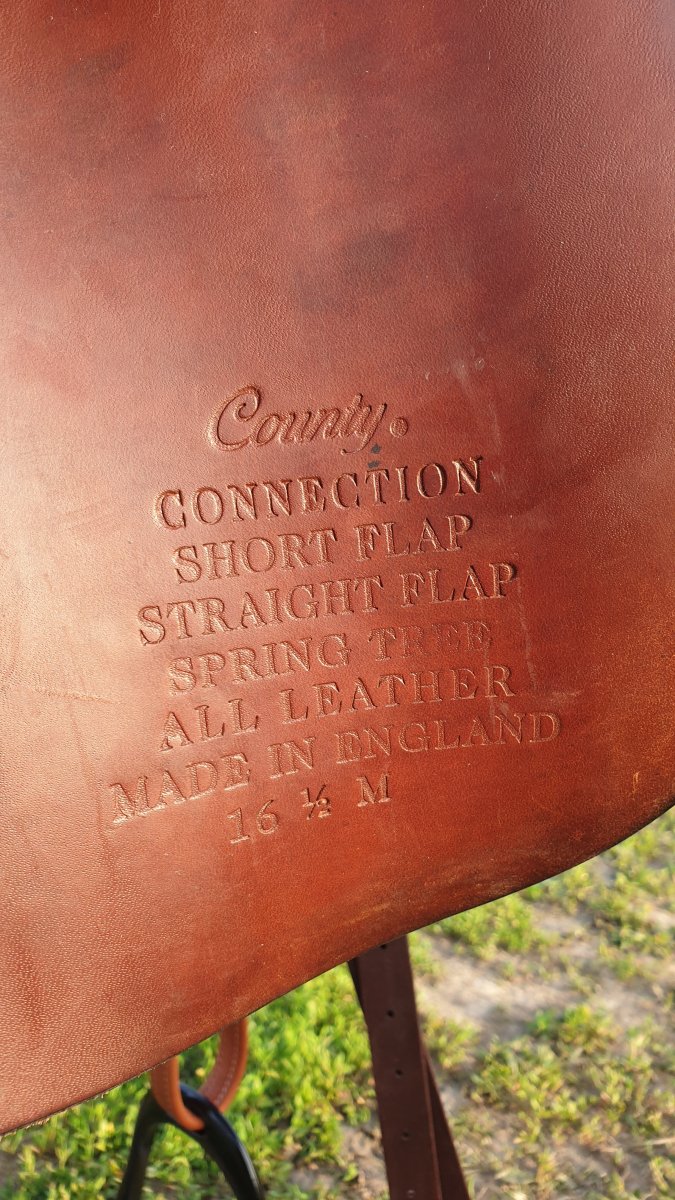 County®
CONNECTION
SHORT FLAP
STRAIGHT FLAP
SPRING TREE
ALL LEATHER
MADE IN ENGLAND
16 ½ M